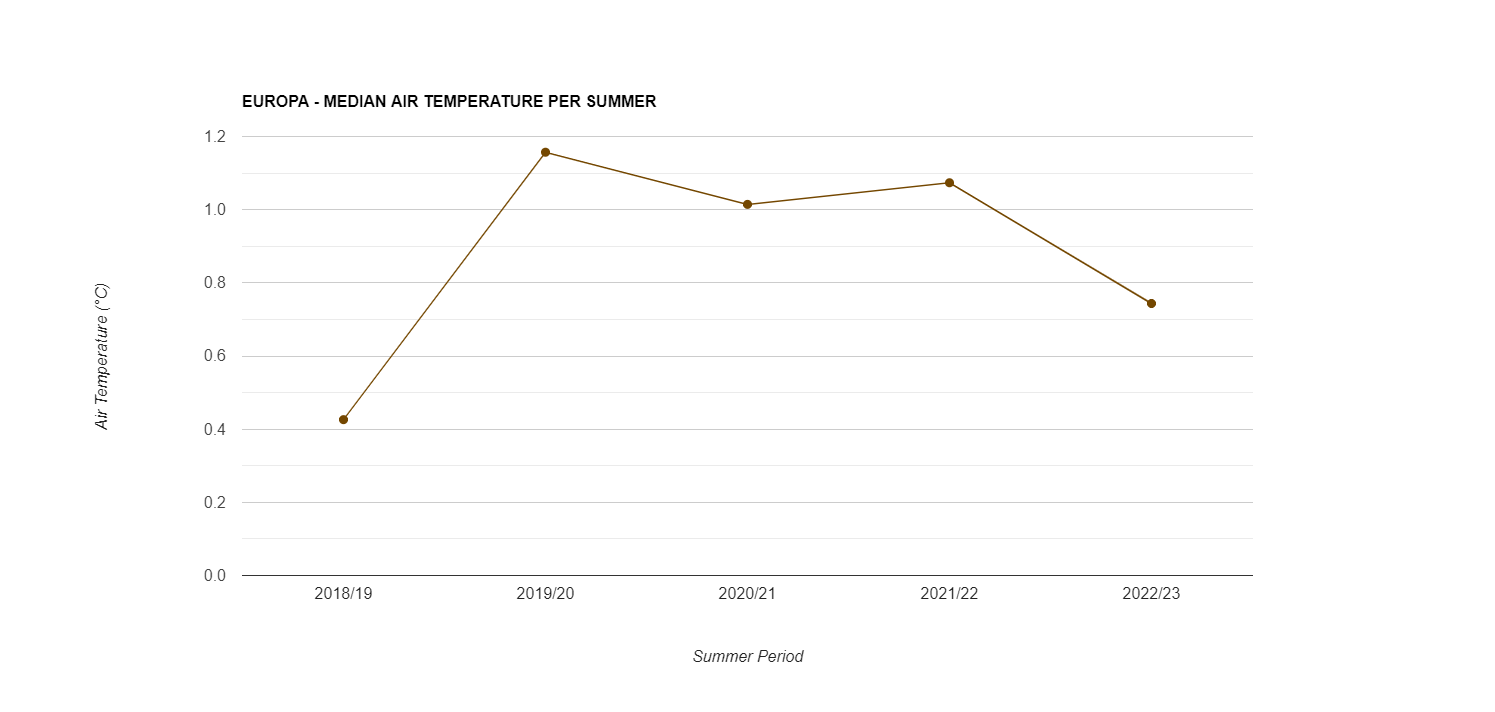 EUROPA - MEDIAN AIR TEMPERATURE PER SUMMER
1.2
1.0
0.8
0.6
0.4
0.2
0.0
Air Temperature (°C)
2018/19 2019/20 2020/21 2021/22 2022/23
Summer Period